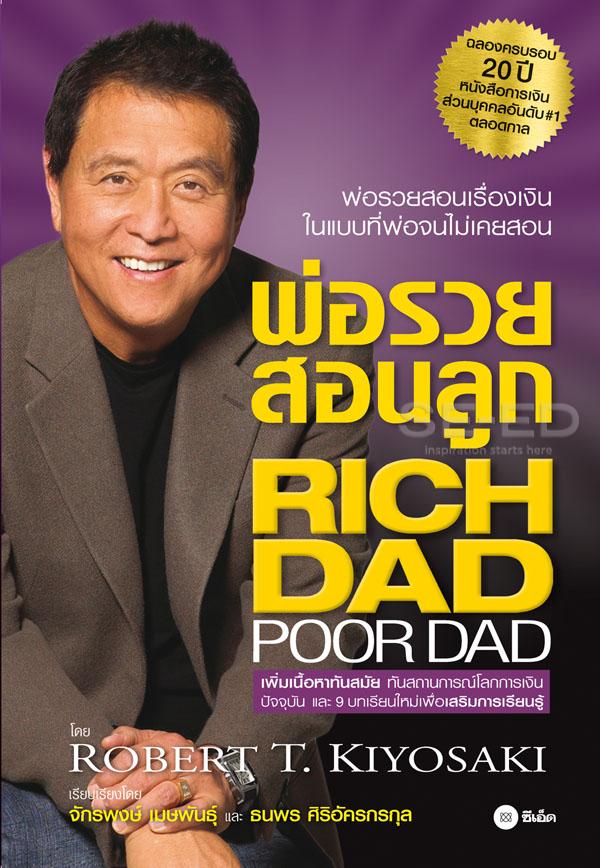 ฉลองครบรอบ
20 ปี
หนังสือการเงิน
ส่วนบุคคลอันดับ #1
ตลอดกาล
พ่อรวยสอนเรื่องเงิน
ในแบบที่พ่อจนไม่เคยสอน
พ่อรวย
สอนลูก
SE-ED
inspiration starts here
RICH
DAD
POOR DAD
เพิ่มเนื้อหาทันสมัย ทันสถานการณ์โลกการเงิน
ปัจจุบัน และ 9 บทเรียนใหม่เพื่อเสริมการเรียนรู้
โดย
ROBERT T. KIYOSAKI
เรียบเรียงโดย
จักรพงษ์ เมษพันธุ์ และ ธนพร ศิริอัครกรกุล
ซีเอ็ด